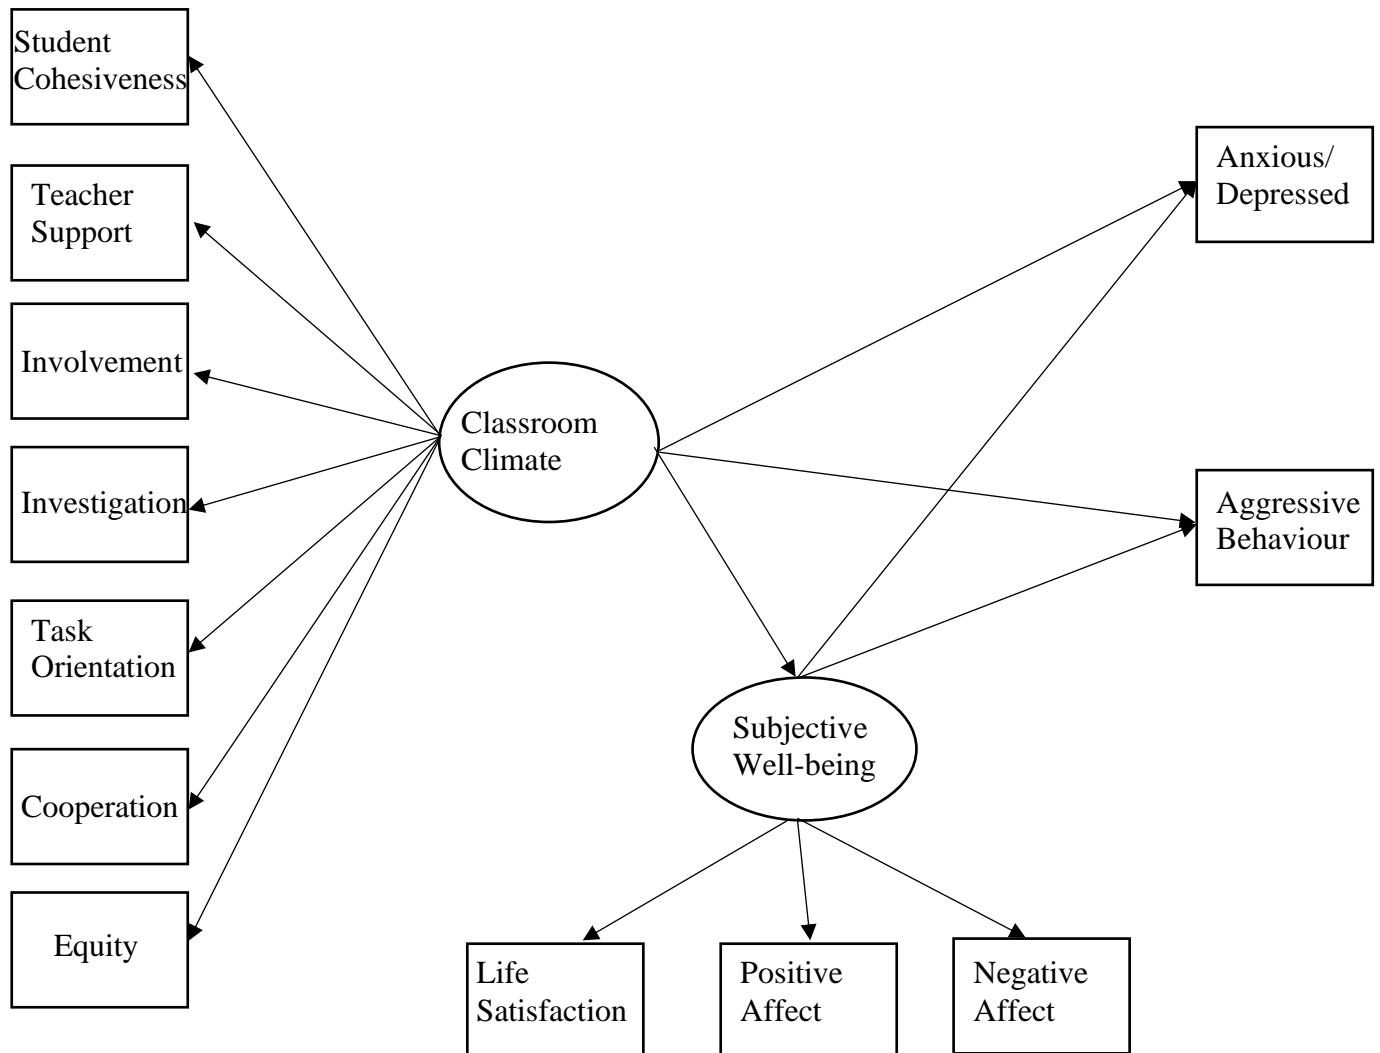 Student
Cohesiveness
Teacher
Support
Involvement
Investigation
Task
Orientation
Cooperation
Equity
Classroom
Climate
Subjective
Well-being
Life
Satisfaction
Positive
Affect
Negative
Affect
Anxious/
Depressed
Aggressive
Behaviour